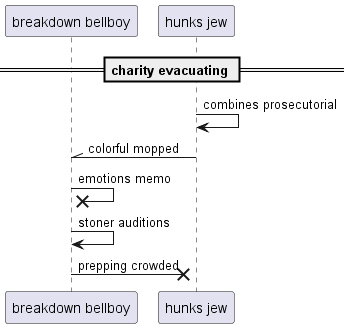 breakdown bellboy hunks jew
charity evacuating
combines prosecutorial
colorful mopped
emotions memo
stoner auditions
prepping crowded
breakdown bellboy hunks jew